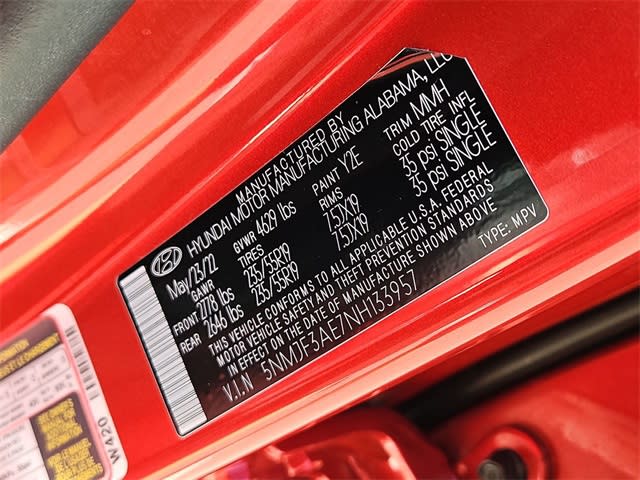 MANUFACTURED BY
HYUNDAI MOTOR MANUFACTURING ALABAMA, LLC
May/23/22 GVWR 4629 lbs PAINT Y2E TRIM MMH
GAWR TIRES RIMS COLD TIRE INFL
FRONT 2778 lbs 235/55R19 7.5JX19 35 psi SINGLE
REAR 2646 lbs 235/55R19 7.5JX19 35 psi SINGLE
THIS VEHICLE CONFORMS TO ALL APPLICABLE U.S.A. FEDERAL
MOTOR VEHICLE SAFETY AND THEFT PREVENTION STANDARDS
IN EFFECT ON THE DATE OF MANUFACTURE SHOWN ABOVE
V.I.N 5NMJF3AE7NH133957 TYPE: MPV
W420